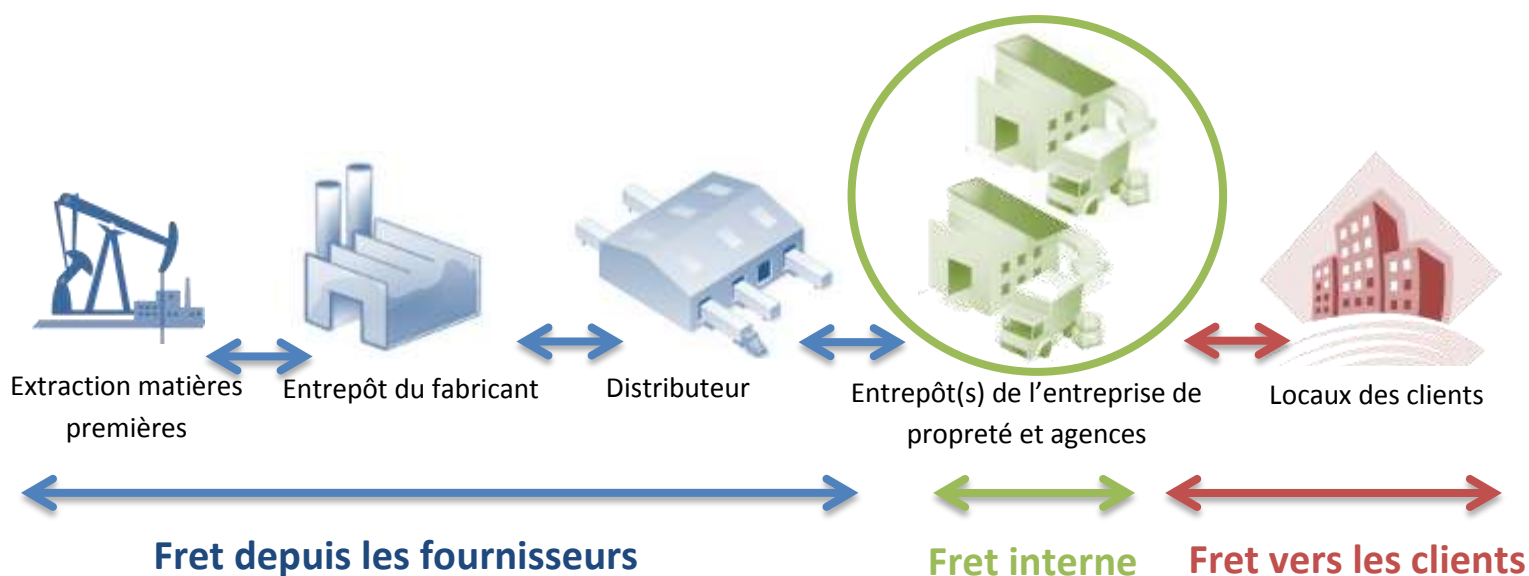 Extraction matières
premières
Entrepôt du fabricant
Distributeur
Entrepôt(s) de l’entreprise de
propreté et agences
Locaux des clients
Fret depuis les fournisseurs
Fret interne
Fret vers les clients